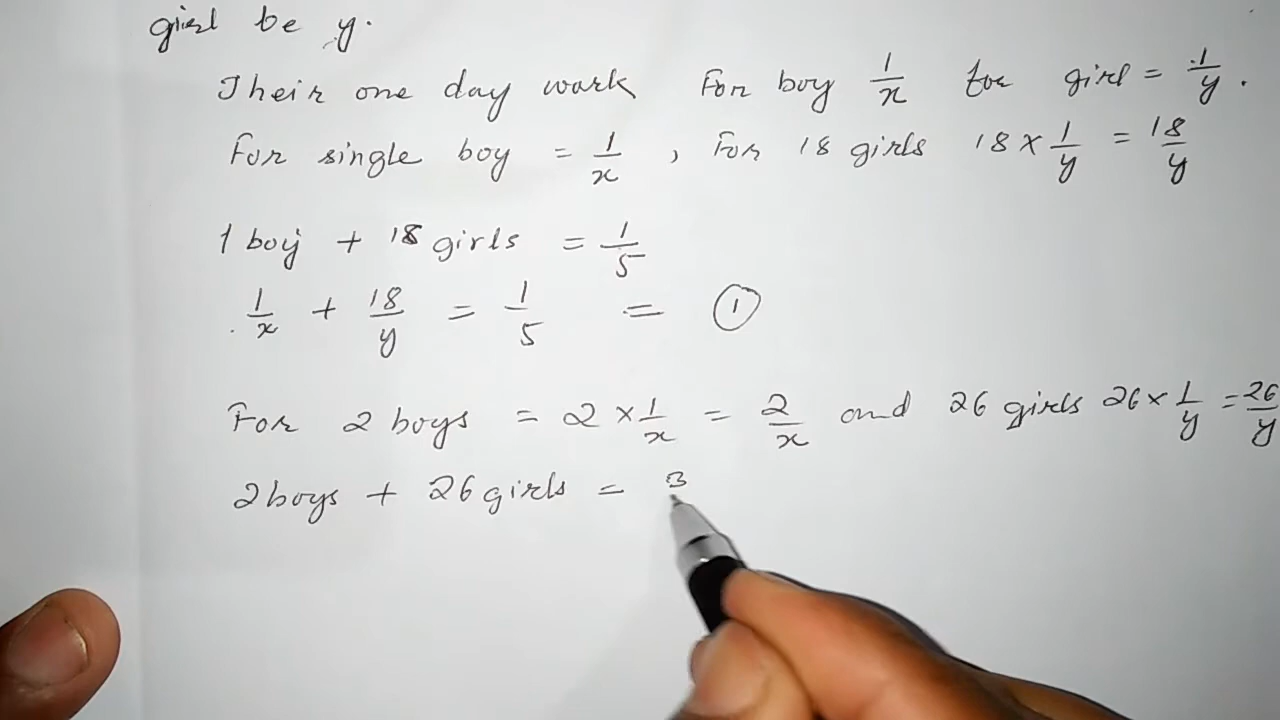 girl be y.
Their one day work For boy 1/x for girl = 1/y.
For single boy = 1/x, For 18 girls 18 × 1/y = 18/y
1 boy + 18 girls = 1/5
1/x + 18/y = 1/5 = ①
For 2 boys = 2 × 1/x = 2/x and 26 girls 26 × 1/y = 26/y
2 boys + 26 girls = 3